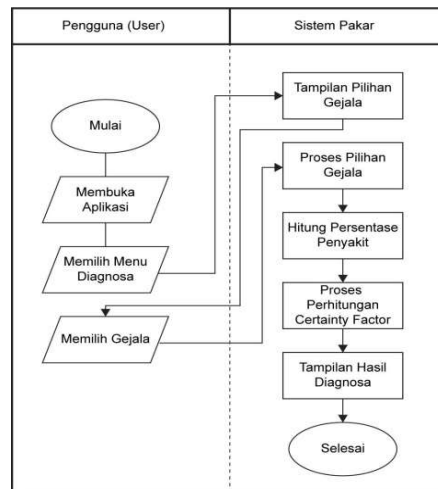 Pengguna (User)
Sistem Pakar
Mulai
Membuka
Aplikasi
Memilih Menu
Diagnosa
Memilih Gejala
Tampilan Pilihan
Gejala
Proses Pilihan
Gejala
Hitung Persentase
Penyakit
Proses
Perhitungan
Certainty Factor
Tampilan Hasil
Diagnosa
Selesai